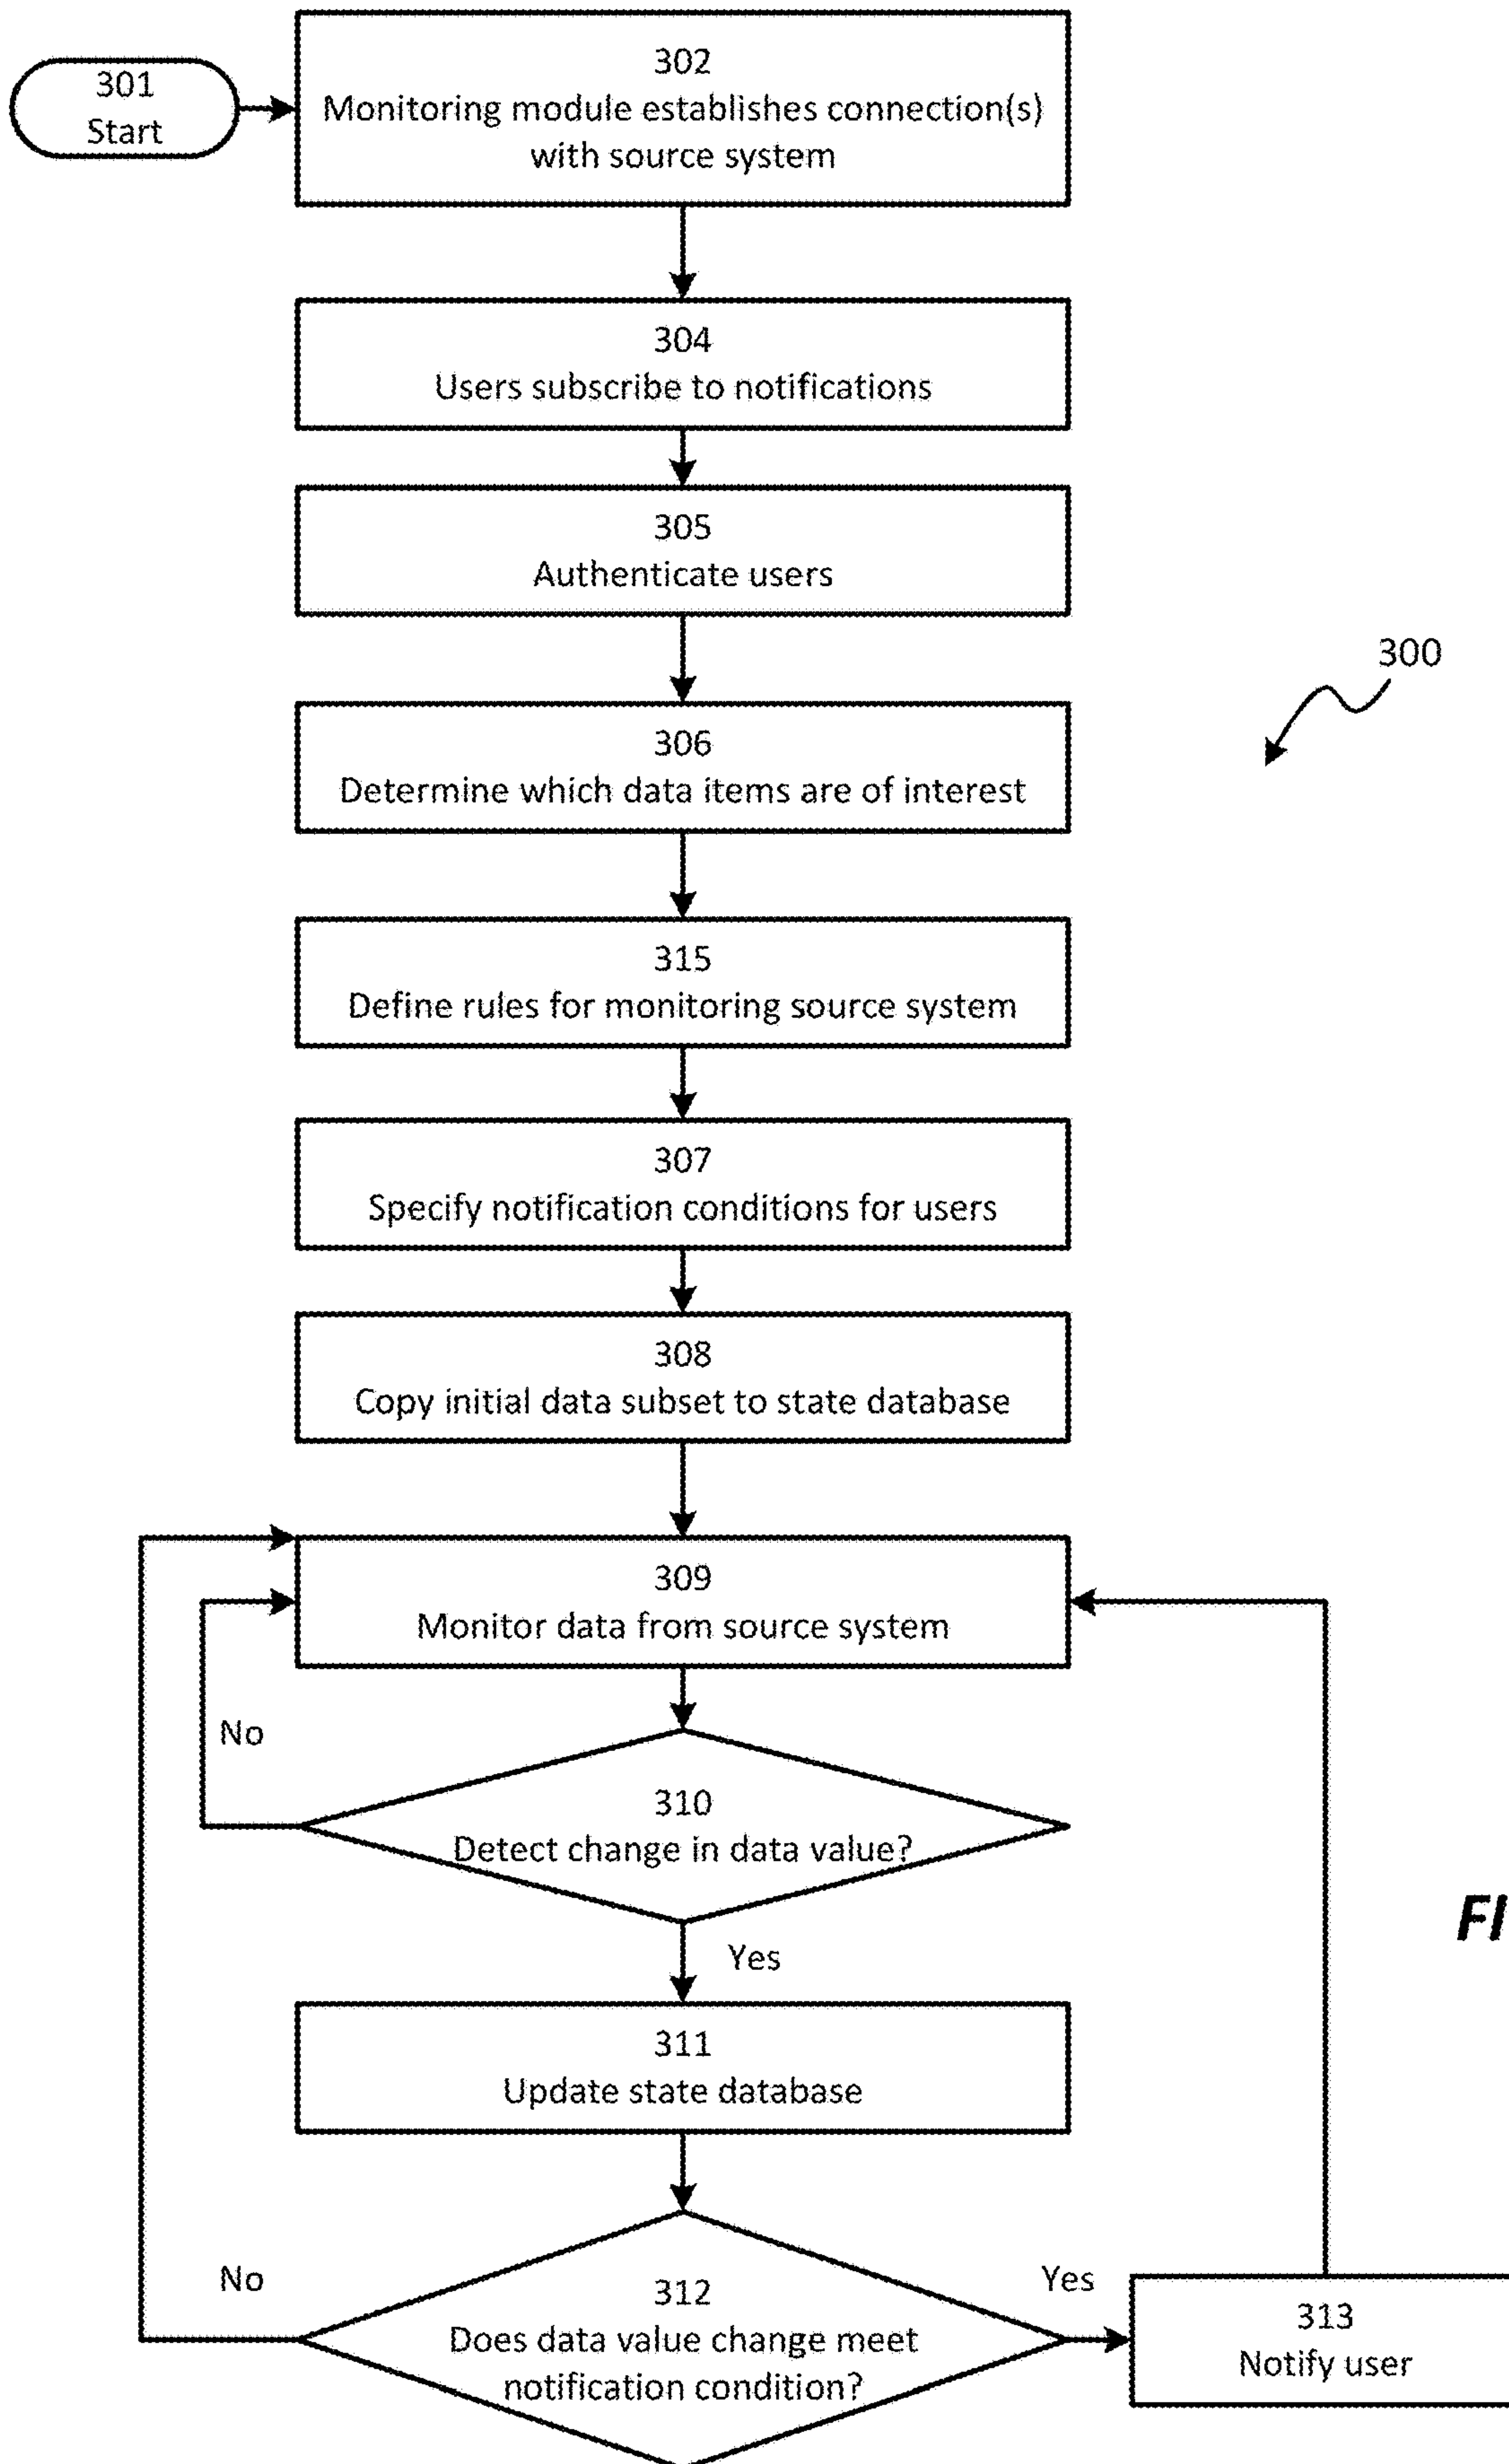 301
Start
302
Monitoring module establishes connection(s)
with source system
304
Users subscribe to notifications
305
Authenticate users
300
306
Determine which data items are of interest
315
Define rules for monitoring source system
307
Specify notification conditions for users
308
Copy initial data subset to state database
309
Monitor data from source system
No
310
Detect change in data value?
FI
Yes
311
Update state database
No
312
Does data value change meet
notification condition?
Yes
313
Notify user